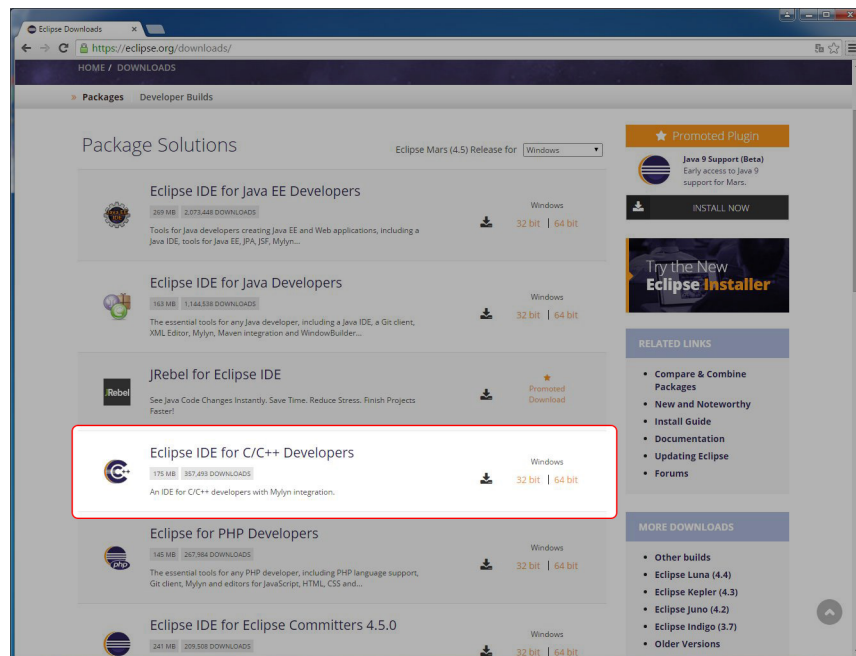 Eclipse Downloads
https://eclipse.org/downloads/
HOME / DOWNLOADS
» Packages Developer Builds
Package Solutions
Eclipse Mars (4.5) Release for Windows
Eclipse IDE for Java EE Developers
269 MB 2,073,448 DOWNLOADS
Tools for Java developers creating Java EE and Web applications, including a
Java IDE, tools for Java EE, JPA, JSF, Mylyn...
Windows
32 bit | 64 bit
Eclipse IDE for Java Developers
163 MB 1,144,538 DOWNLOADS
The essential tools for any Java developer, including a Java IDE, a Git client,
XML Editor, Mylyn, Maven integration and WindowBuilder...
Windows
32 bit | 64 bit
JRebel
JRebel for Eclipse IDE
See Java Code Changes Instantly. Save Time. Reduce Stress. Finish Projects
Faster!
Promoted
Download
C++
Eclipse IDE for C/C++ Developers
175 MB 357,493 DOWNLOADS
An IDE for C/C++ developers with Mylyn integration.
Windows
32 bit | 64 bit
php
Eclipse for PHP Developers
145 MB 267,984 DOWNLOADS
The essential tools for any PHP developer, including PHP language support,
Git client, Mylyn and editors for JavaScript, HTML, CSS and...
Windows
32 bit | 64 bit
Eclipse IDE for Eclipse Committers 4.5.0
241 MB 209,508 DOWNLOADS
Windows
32 bit | 64 bit
Promoted Plugin
Java 9 Support (Beta)
Early access to Java 9
support for Mars.
INSTALL NOW
Try the New
Eclipse Installer
RELATED LINKS
• Compare & Combine
Packages
• New and Noteworthy
• Install Guide
• Documentation
• Updating Eclipse
• Forums
MORE DOWNLOADS
• Other builds
• Eclipse Luna (4.4)
• Eclipse Kepler (4.3)
• Eclipse Juno (4.2)
• Eclipse Indigo (3.7)
• Older Versions